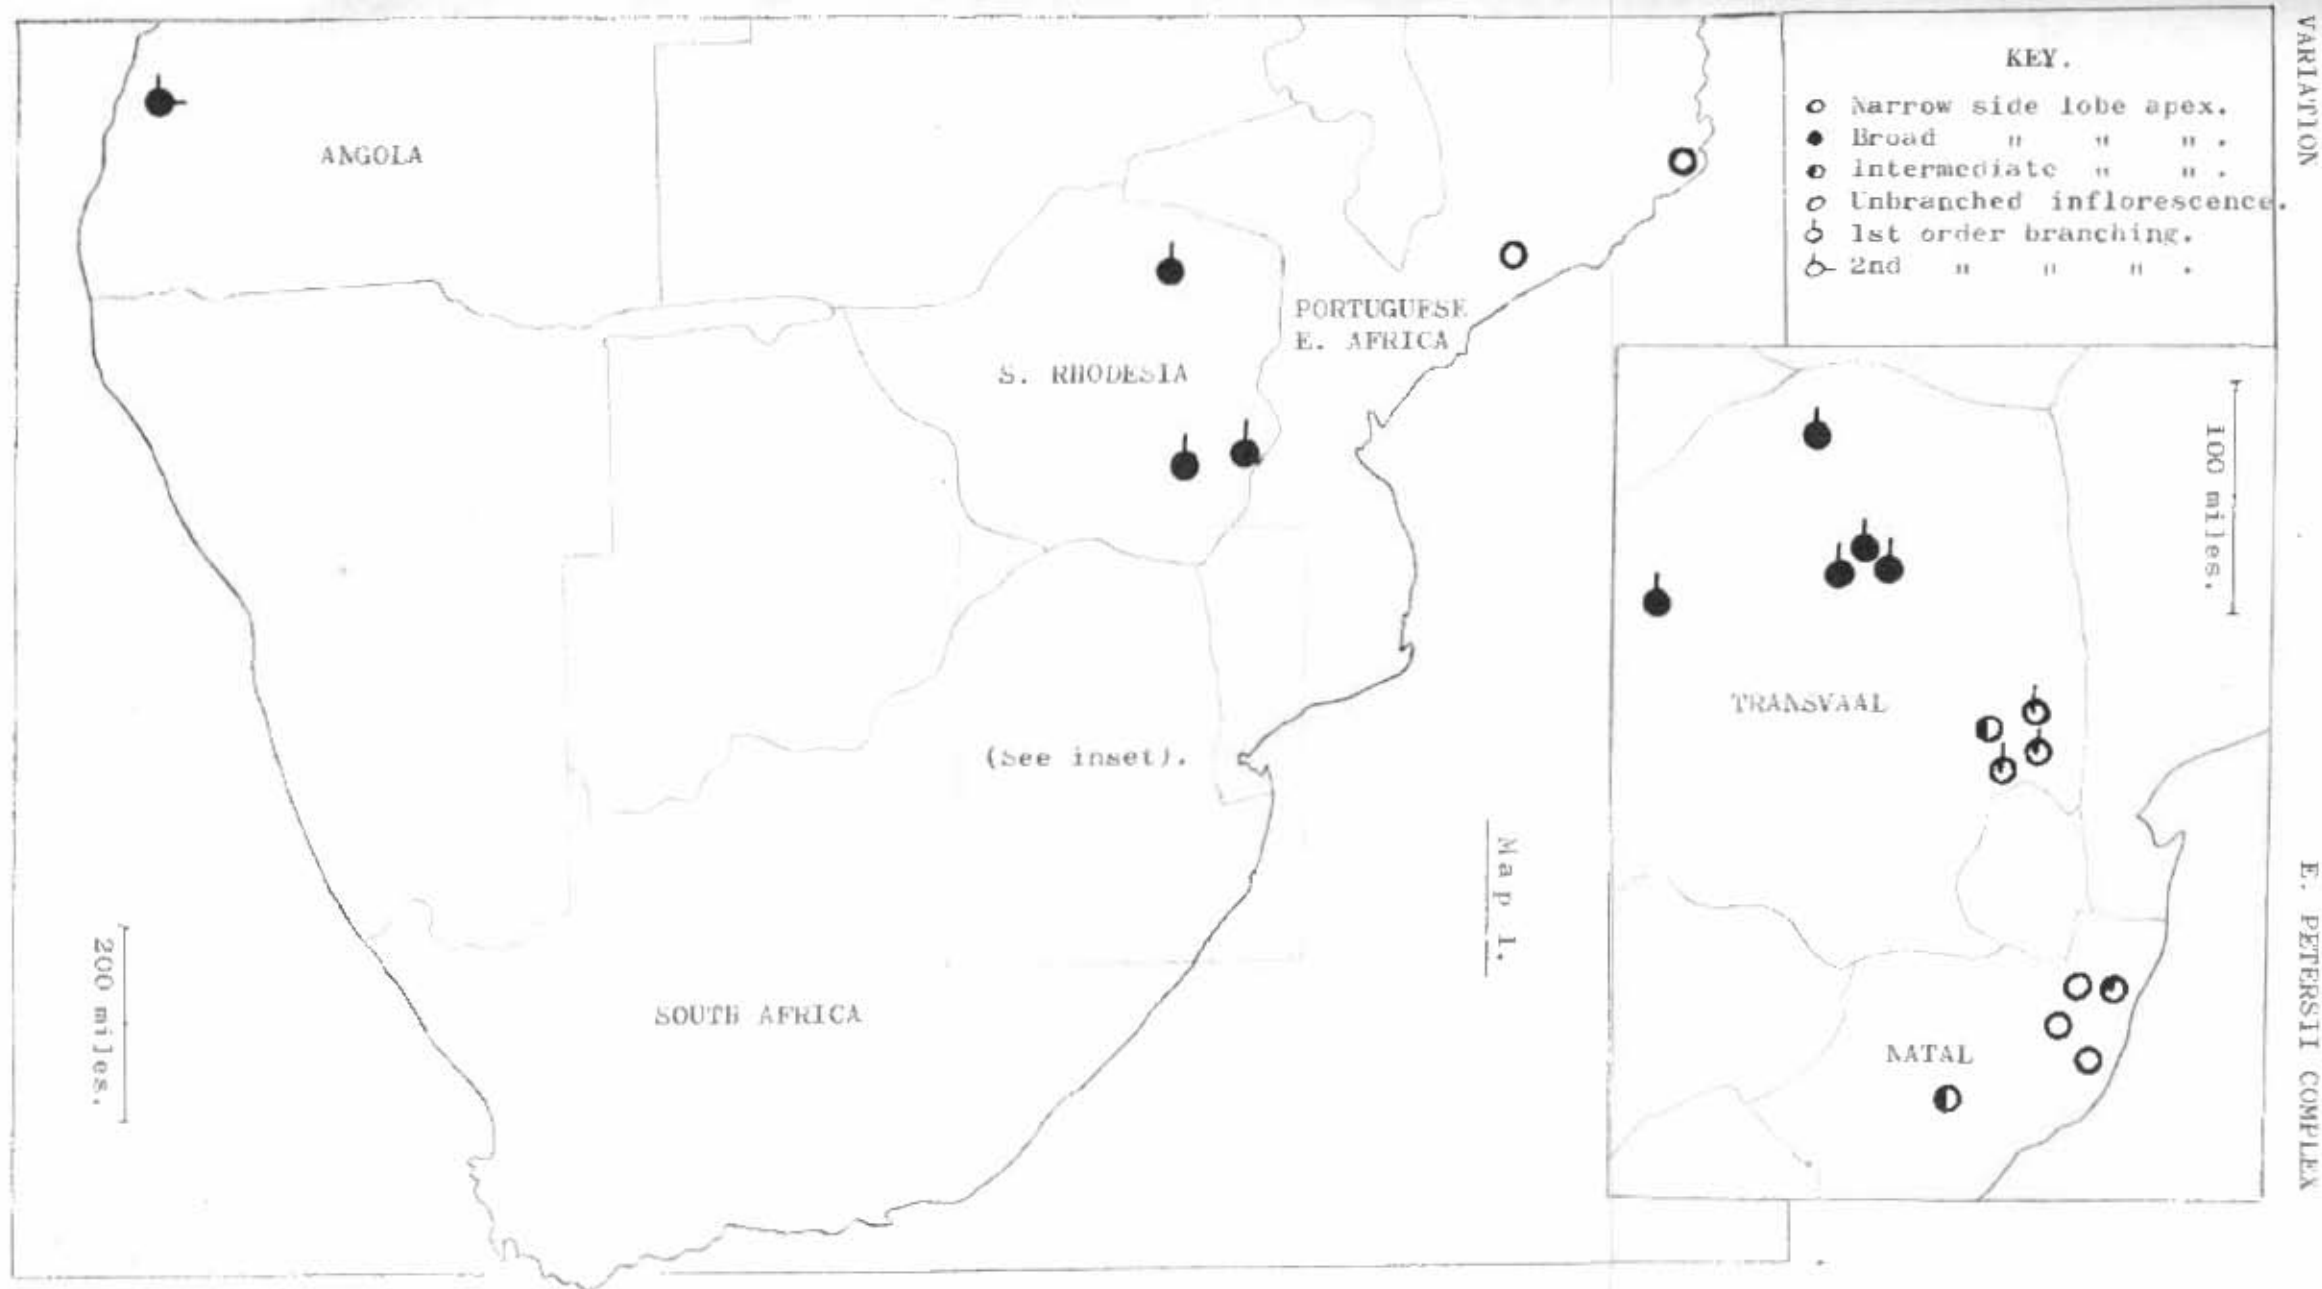 VARIATION
E. PETERSII COMPLEX
KEY.
Narrow side lobe apex.
Broad " " " .
Intermediate " " .
Unbranched inflorescence.
1st order branching.
2nd " " " .
ANGOLA
PORTUGUESE
E. AFRICA
S. RHODESIA
100 miles.
TRANSVAAL
(See inset).
Map 1.
200 miles.
SOUTH AFRICA
NATAL